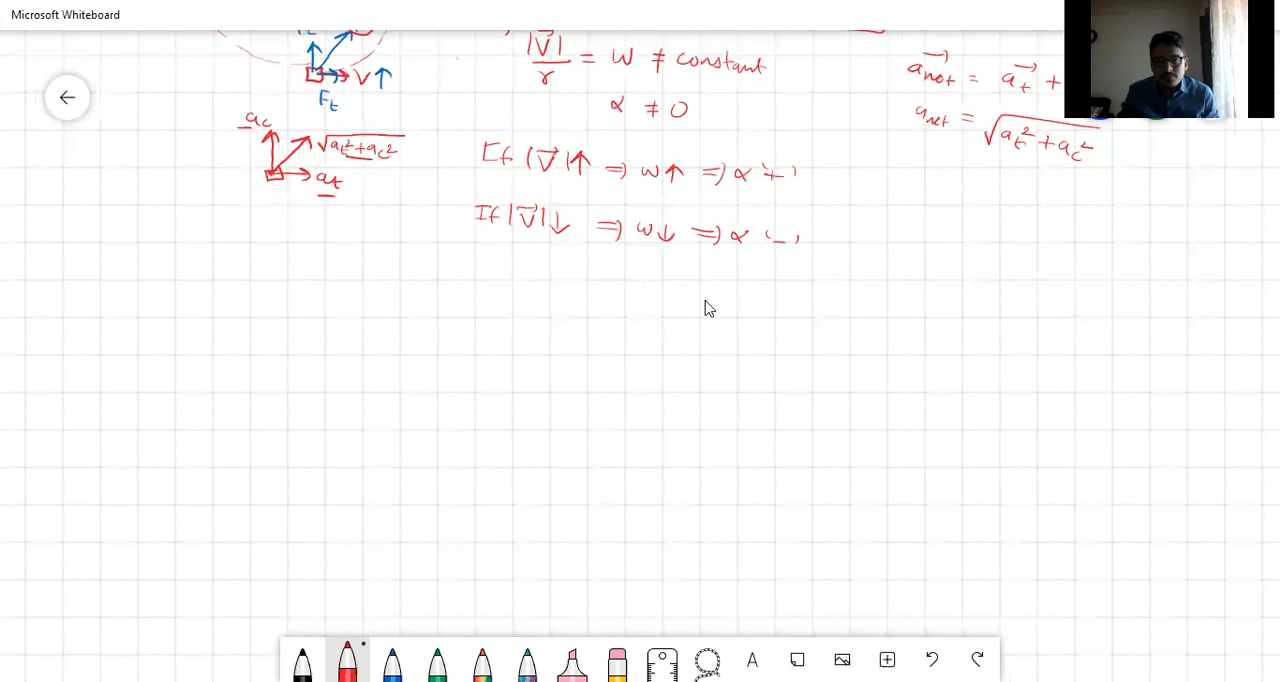 Microsoft Whiteboard
V↑
Ft
ac
√at²+ac²
at
|V⃗|/r = ω ≠ constant
α ≠ 0
If |V⃗|↑ ⇒ ω↑ ⇒ α '+'
If |V⃗|↓ ⇒ ω↓ ⇒ α '-'
a⃗net = a⃗t +
anet = √at²+ac²
A